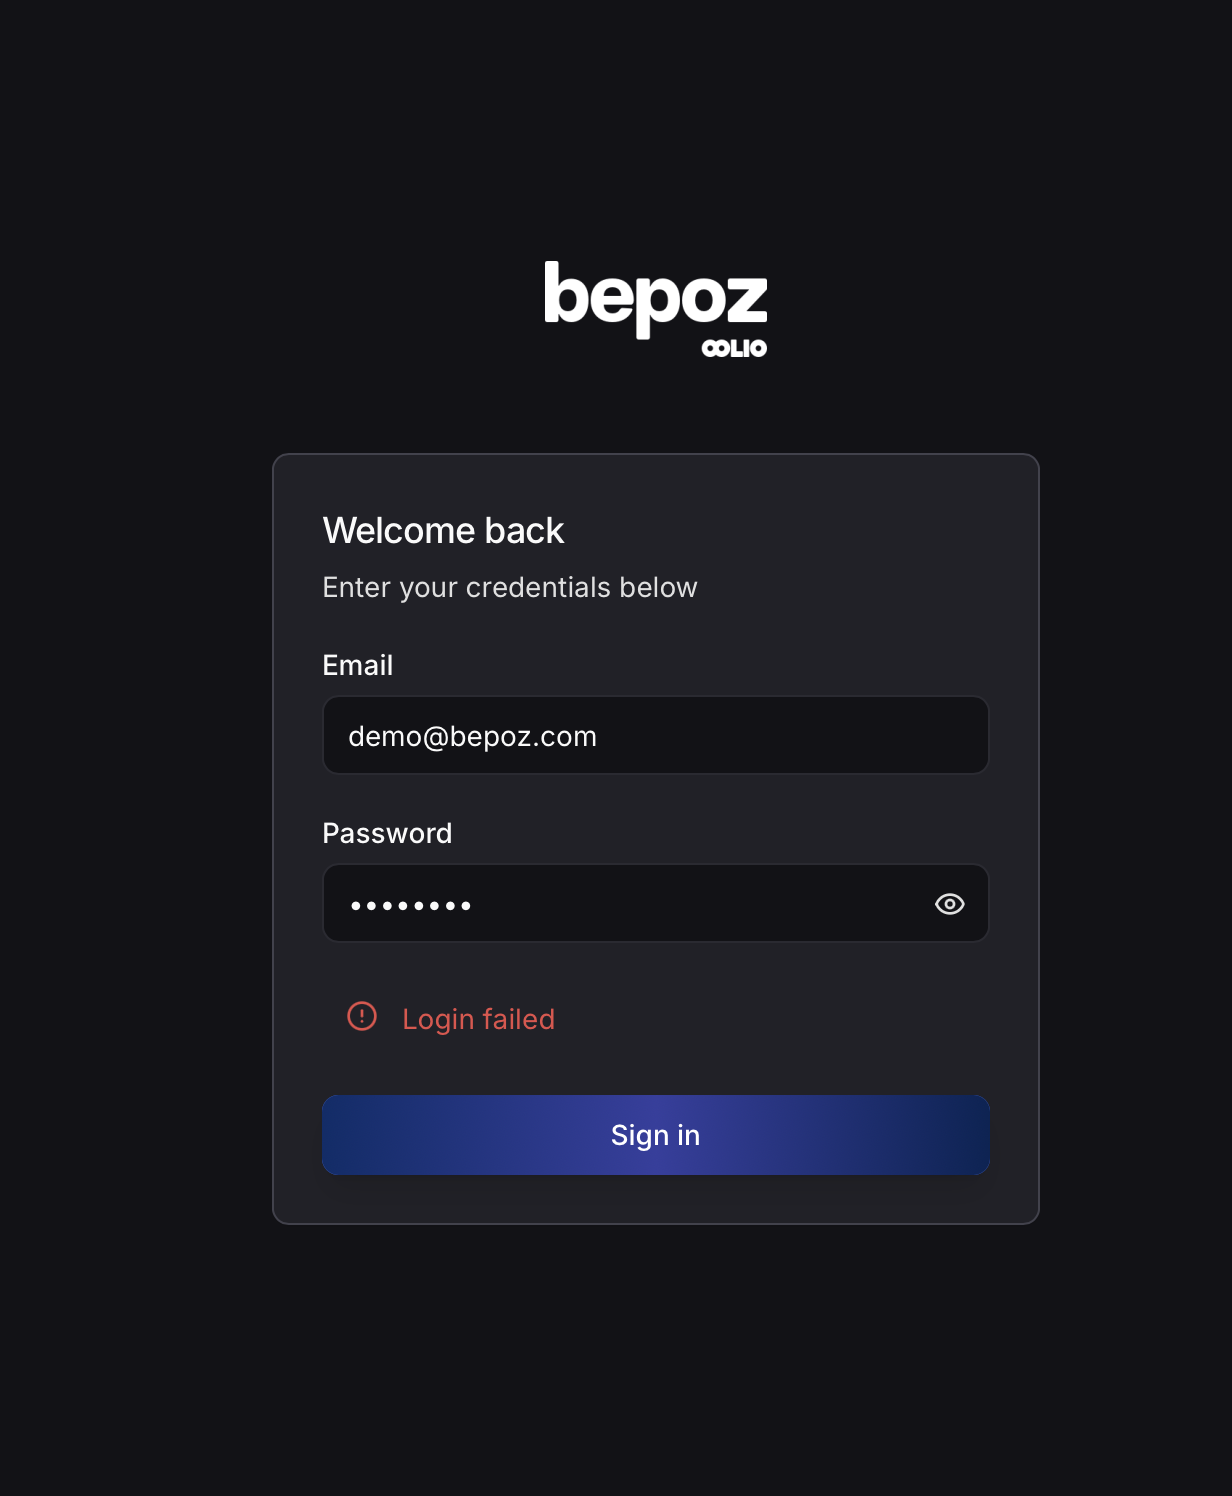 bepoz
OOLIO
Welcome back
Enter your credentials below
Email
demo@bepoz.com
Password
••••••••
Login failed
Sign in